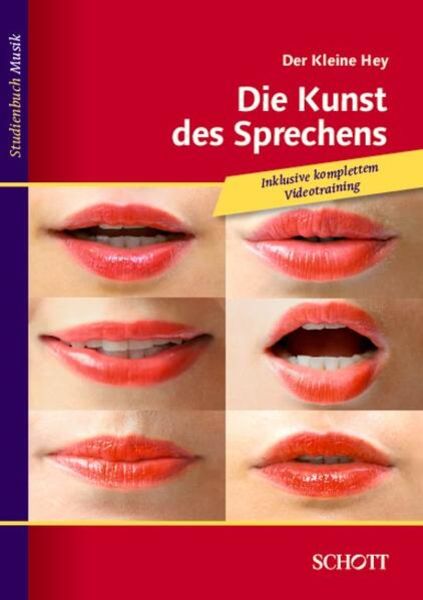 Studienbuch Musik
Der Kleine Hey
Die Kunst
des Sprechens
Inklusive komplettem
Videotraining
SCHOTT